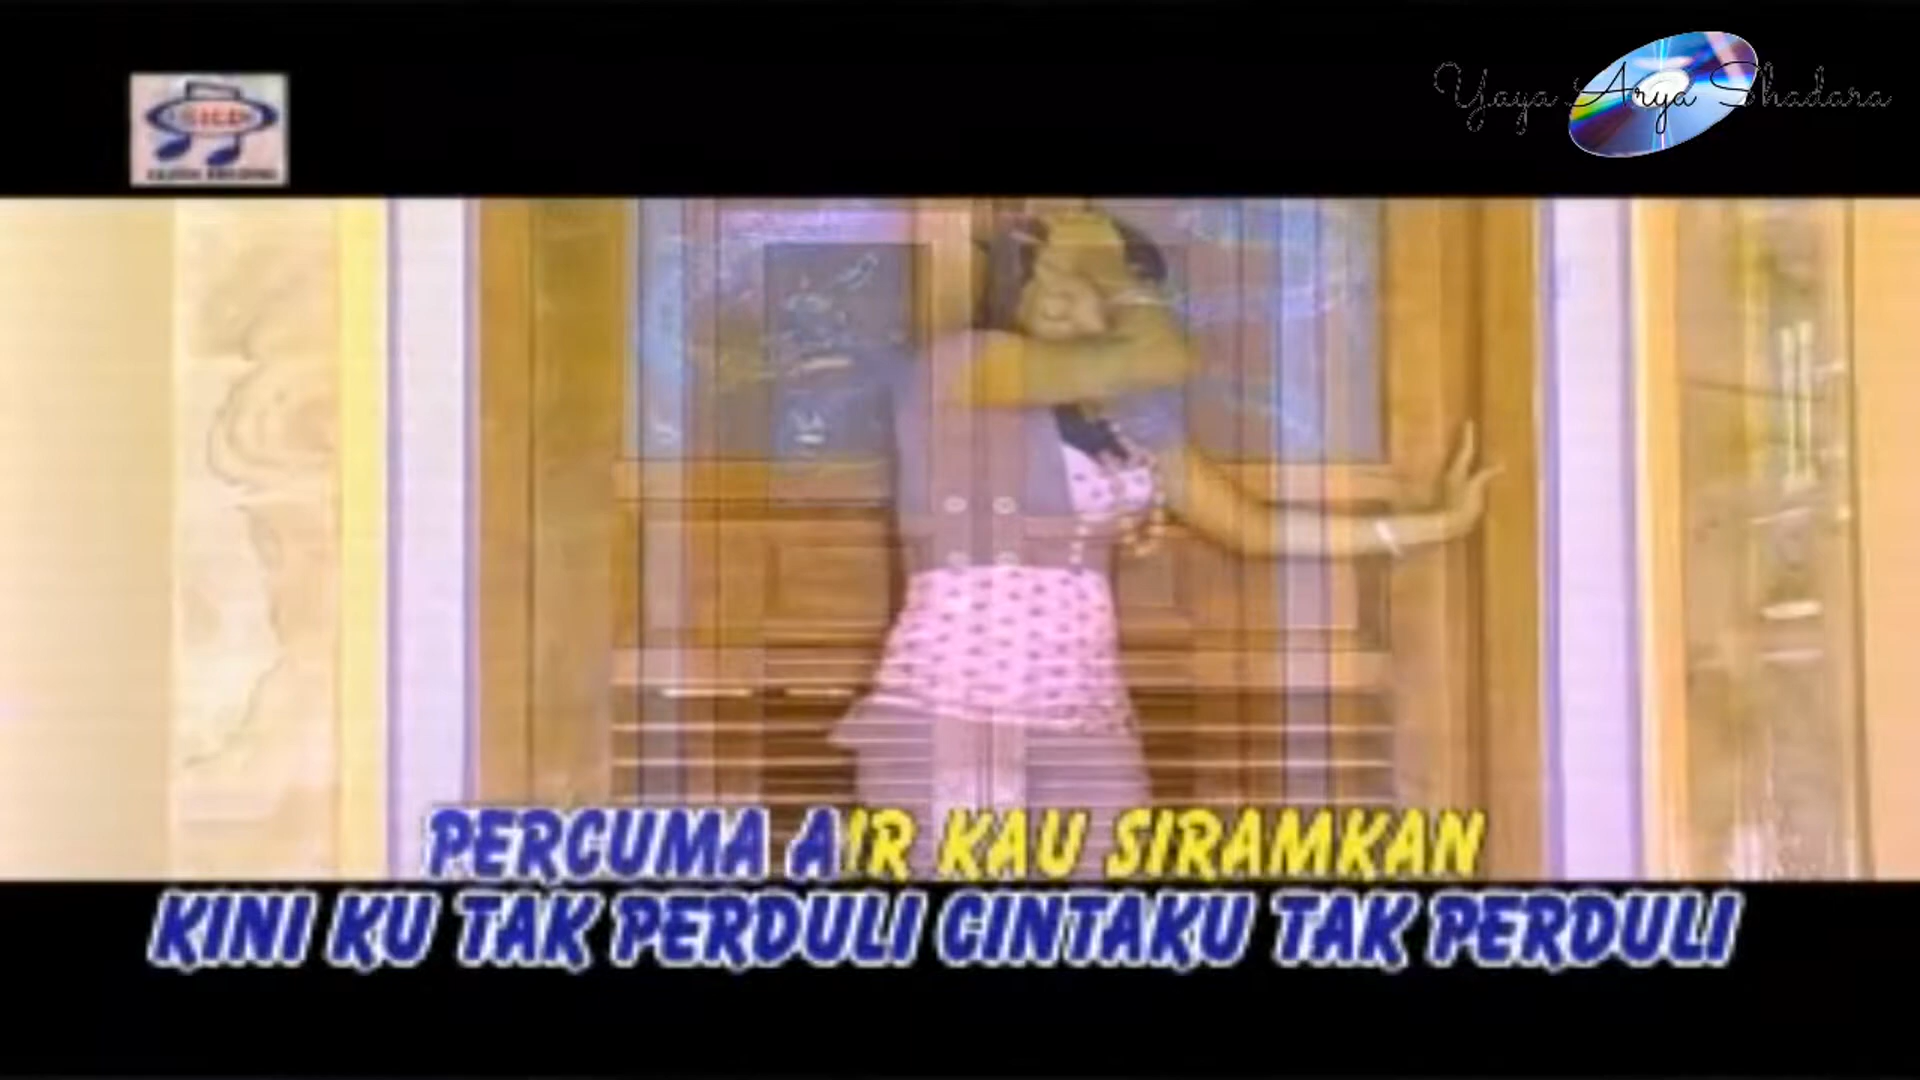 Yaya Arya Shadara
PERCUMA AIR KAU SIRAMKAN
KINI KU TAK PERDULI CINTAKU TAK PERDULI